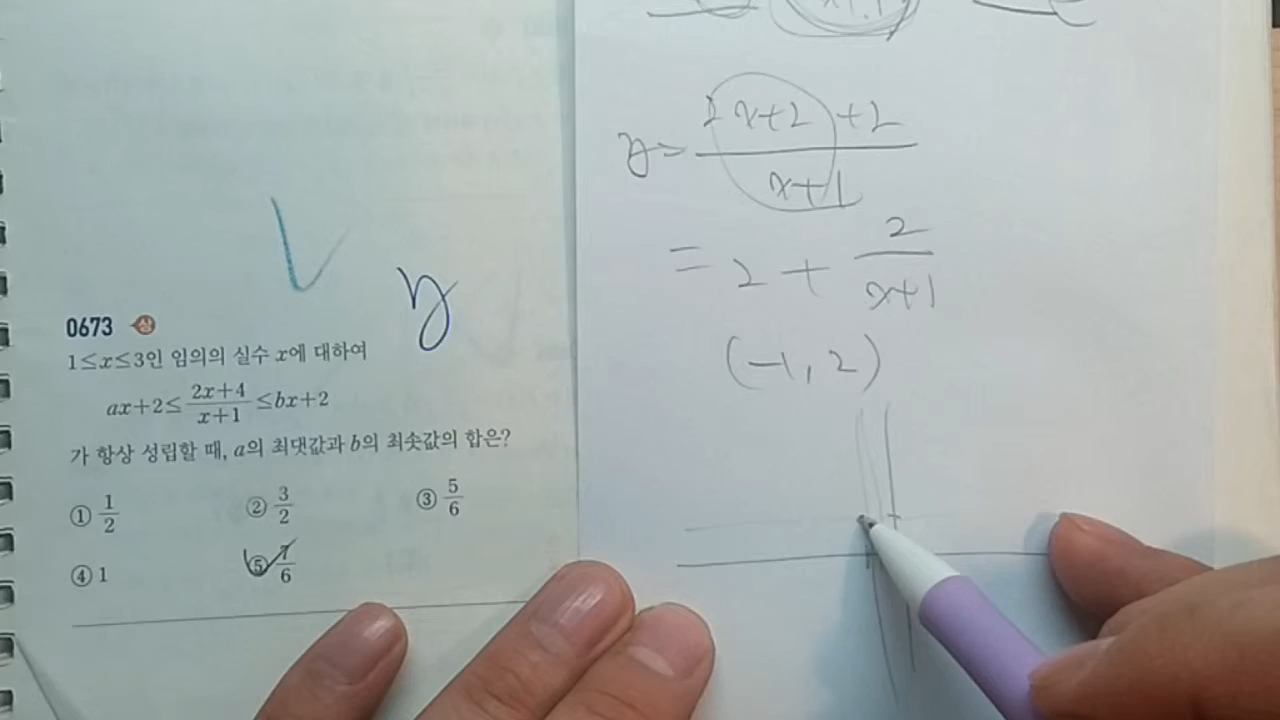 0673 상
1≤x≤3인 임의의 실수 x에 대하여
ax+2≤(2x+4)/(x+1)≤bx+2
가 항상 성립할 때, a의 최댓값과 b의 최솟값의 합은?
① 1/2 ② 3/2 ③ 5/6
④ 1 ⑤ 7/6
y
y=(2x+2+2)/(x+1)
=2+2/(x+1)
(-1,2)